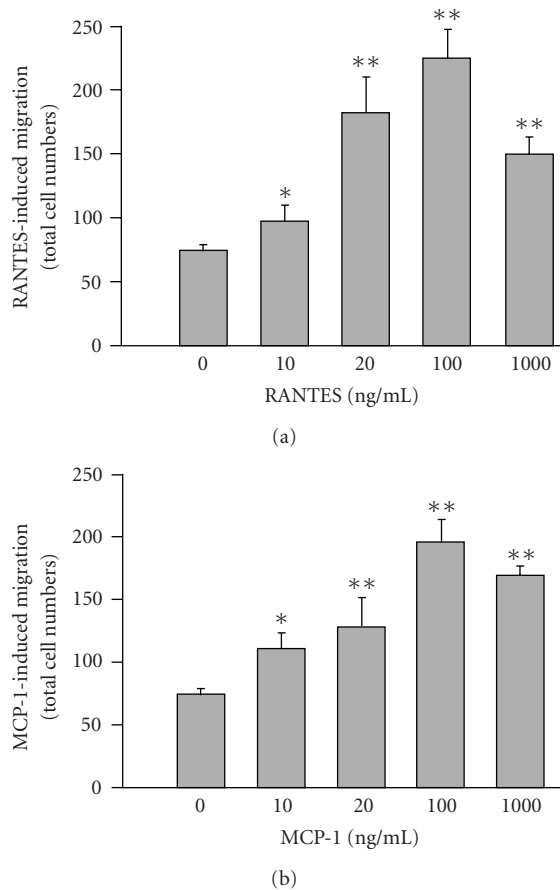 RANTES-induced migration
(total cell numbers)
250
200
150
100
50
0
*
**
**
**
0 10 20 100 1000
RANTES (ng/mL)
(a)
MCP-1-induced migration
(total cell numbers)
250
200
150
100
50
0
*
**
**
**
0 10 20 100 1000
MCP-1 (ng/mL)
(b)